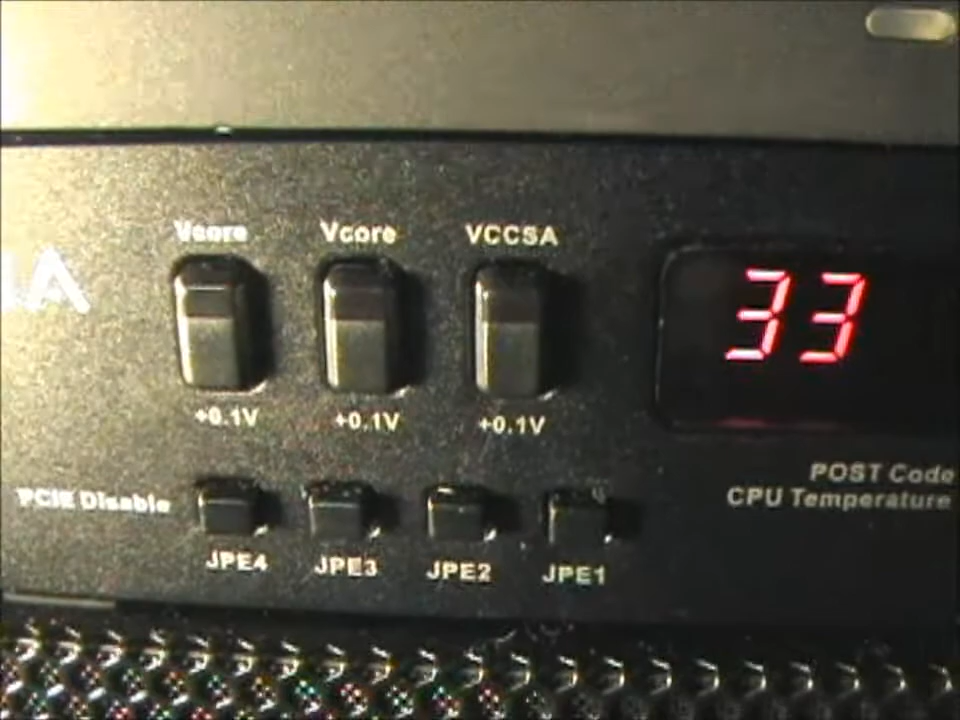 Vcore Vcore VCCSA
33
+0.1V +0.1V +0.1V
POST Code
CPU Temperature
PCIE Disable
JPE4 JPE3 JPE2 JPE1